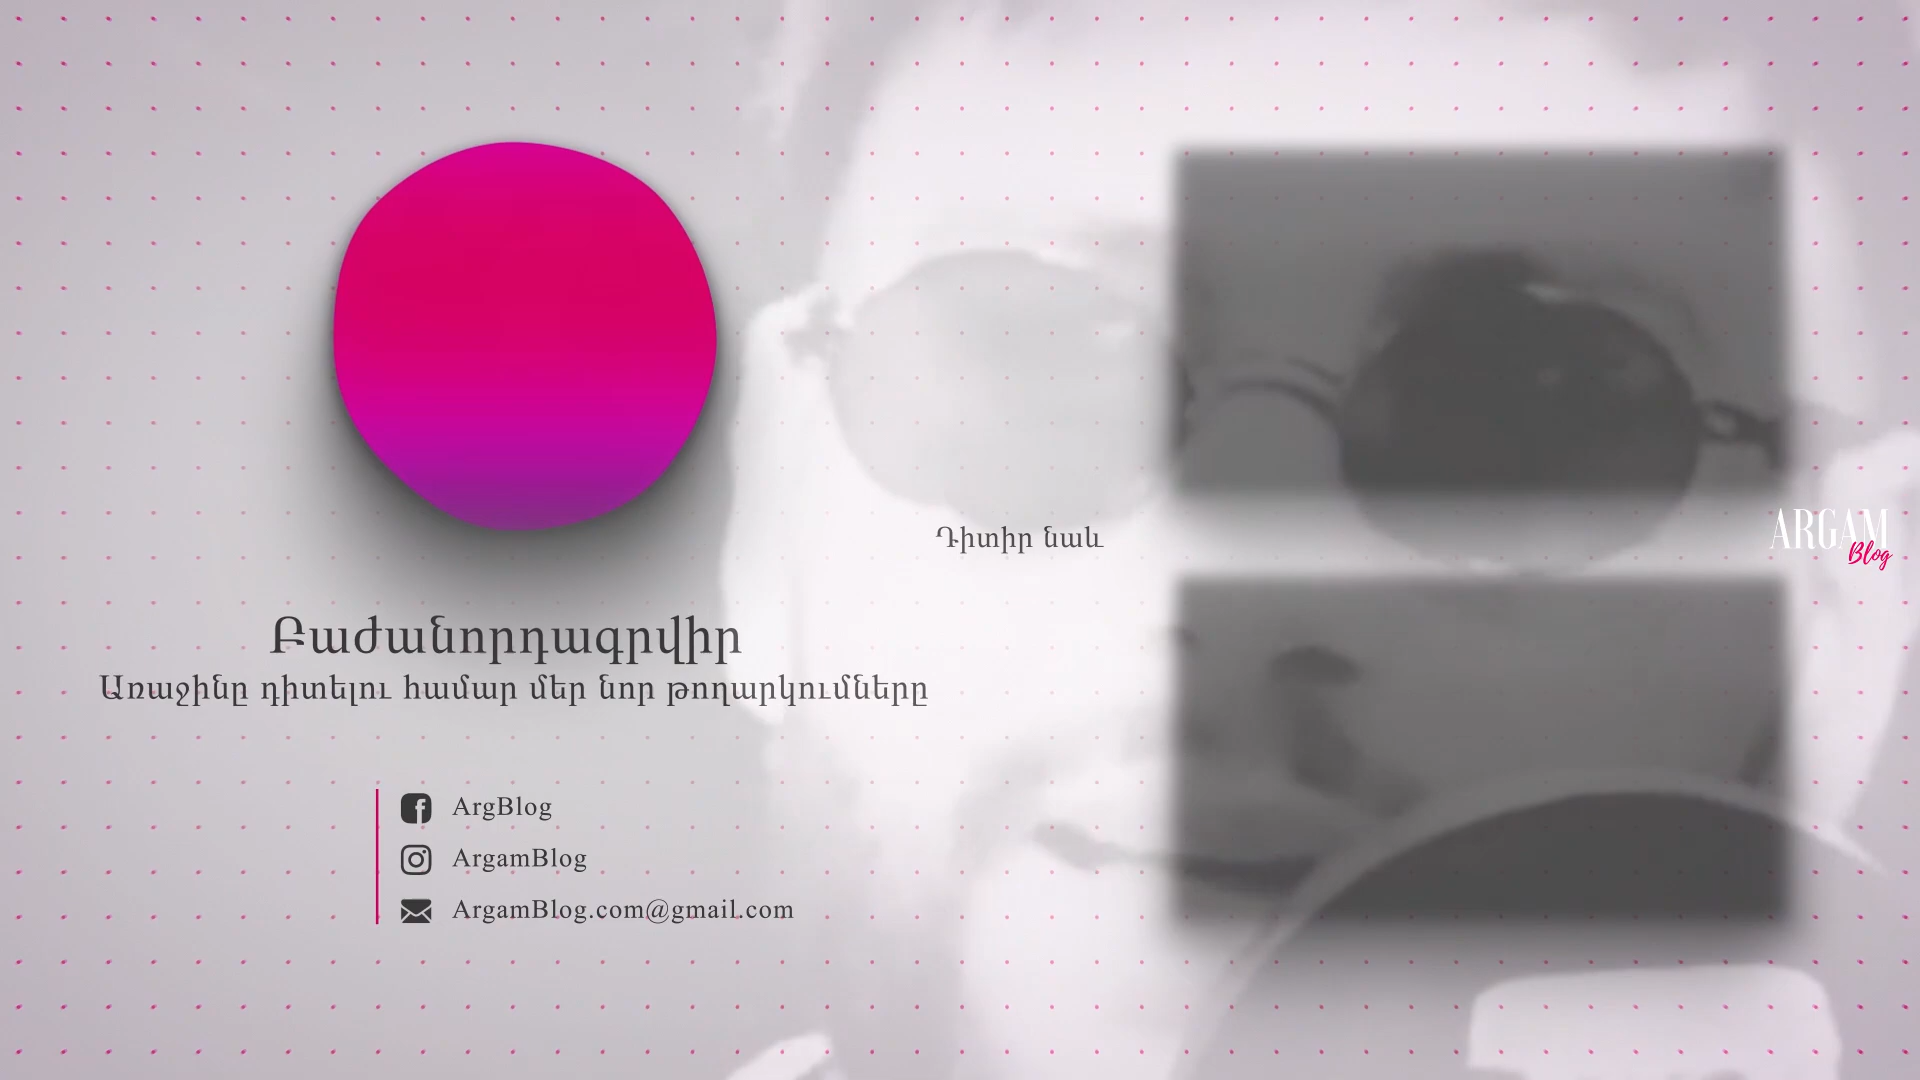 Դիտիր նաև
ARGAM
Blog
Բաժանորդագրվիր
Առաջինը դիտելու համար մեր նոր թողարկումները
ArgBlog
ArgamBlog
ArgamBlog.com@gmail.com